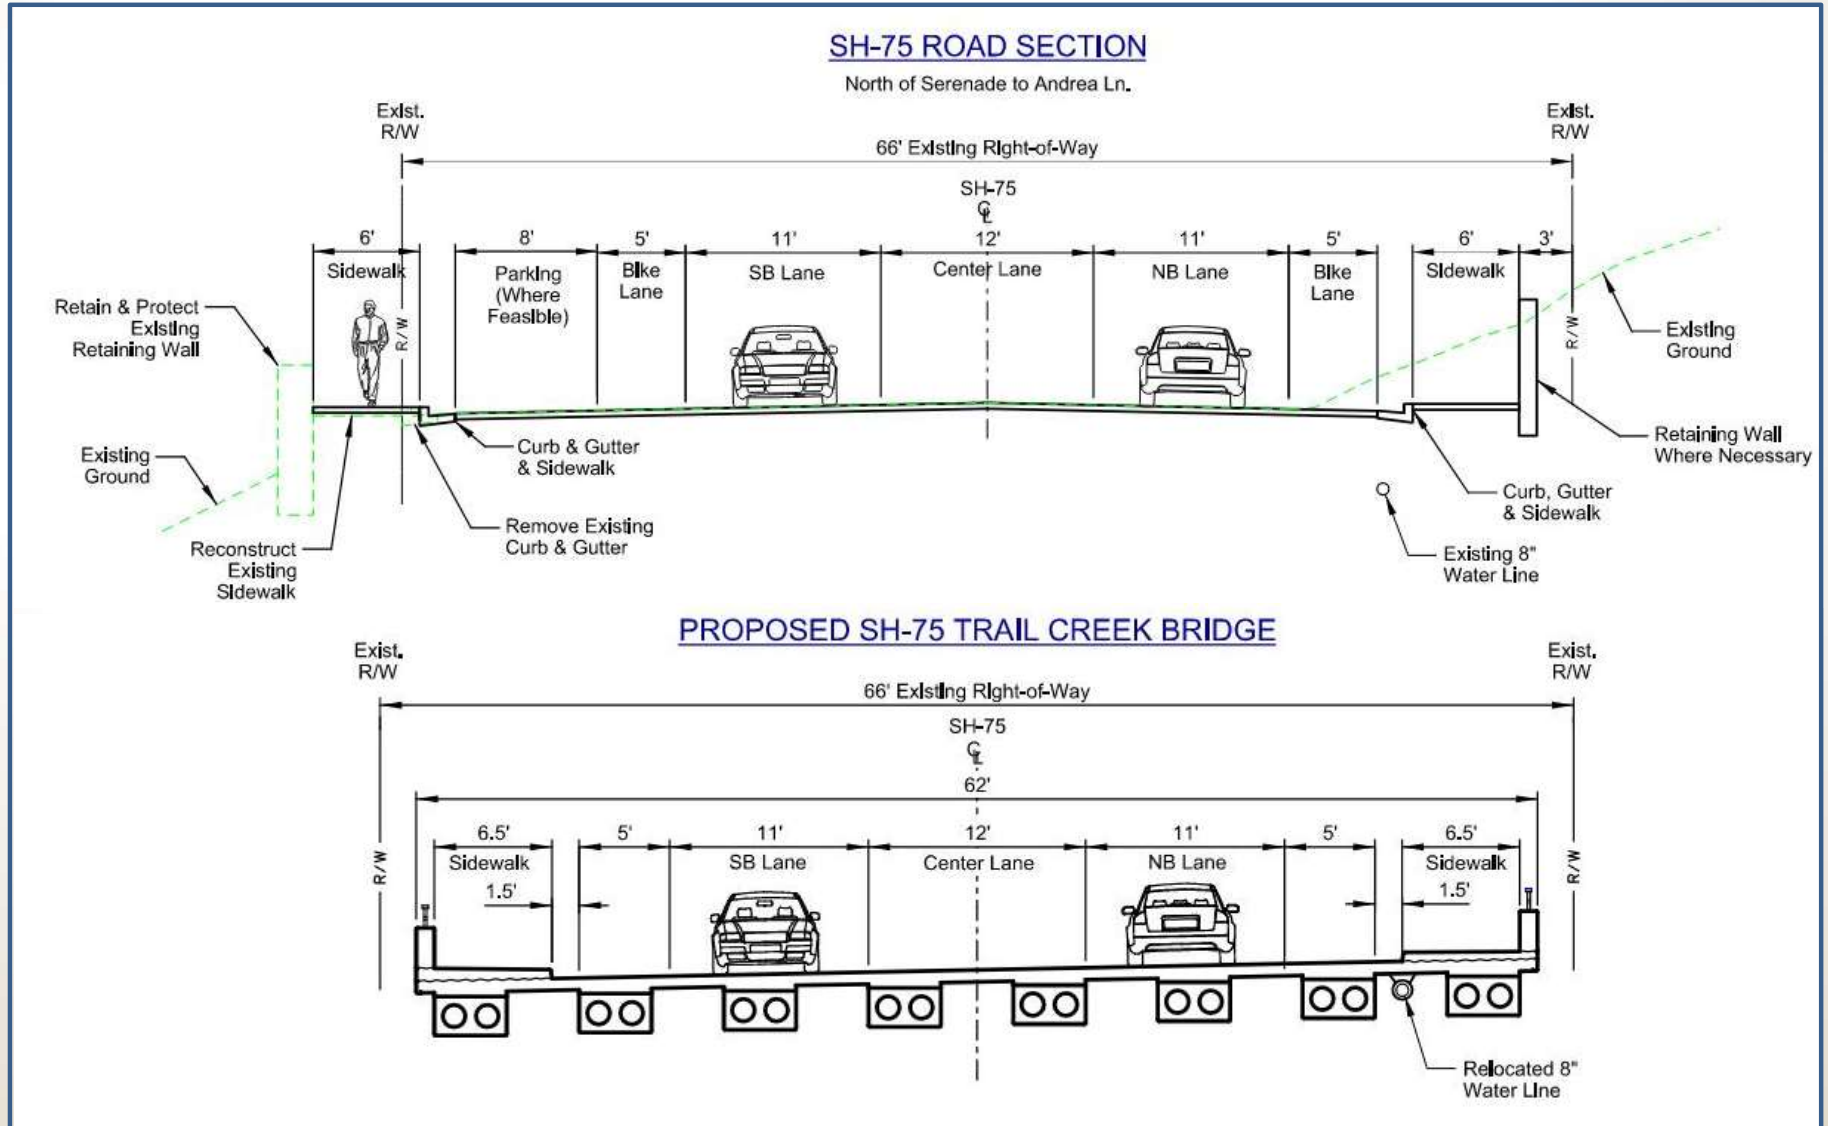 SH-75 ROAD SECTION
North of Serenade to Andrea Ln.
Exist.
R/W
Exist.
R/W
66' Existing Right-of-Way
SH-75
CL
6'
8'
5'
11'
12'
11'
5'
6'
3'
Sidewalk
Parking
(Where
Feasible)
Bike
Lane
SB Lane
Center Lane
NB Lane
Bike
Lane
Sidewalk
R/W
R/W
Retain & Protect
Existing
Retaining Wall
Existing
Ground
Existing
Ground
Reconstruct
Existing
Sidewalk
Curb & Gutter
& Sidewalk
Remove Existing
Curb & Gutter
Retaining Wall
Where Necessary
Curb, Gutter
& Sidewalk
Existing 8"
Water Line
PROPOSED SH-75 TRAIL CREEK BRIDGE
Exist.
R/W
Exist.
R/W
66' Existing Right-of-Way
SH-75
CL
62'
6.5'
5'
11'
12'
11'
5'
6.5'
Sidewalk
SB Lane
Center Lane
NB Lane
Sidewalk
1.5'
1.5'
R/W
R/W
Relocated 8"
Water Line